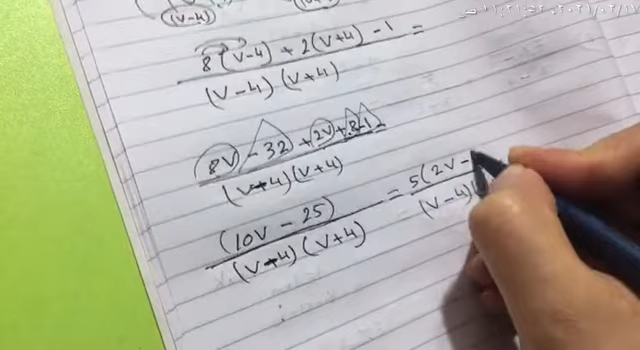 (V-4)
8(V-4) + 2(V+4) - 1 =
(V-4) (V+4)
8V - 32 + 2V + 8 - 1 =
(V-4)(V+4)
(10V - 25) = 5(2V -
(V-4) (V+4) (V-4)(